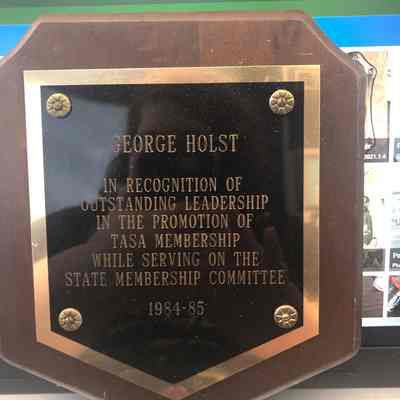 GEORGE HOLST
IN RECOGNITION OF
OUTSTANDING LEADERSHIP
IN THE PROMOTION OF
TASA MEMBERSHIP
WHILE SERVING ON THE
STATE MEMBERSHIP COMMITTEE
1984-85